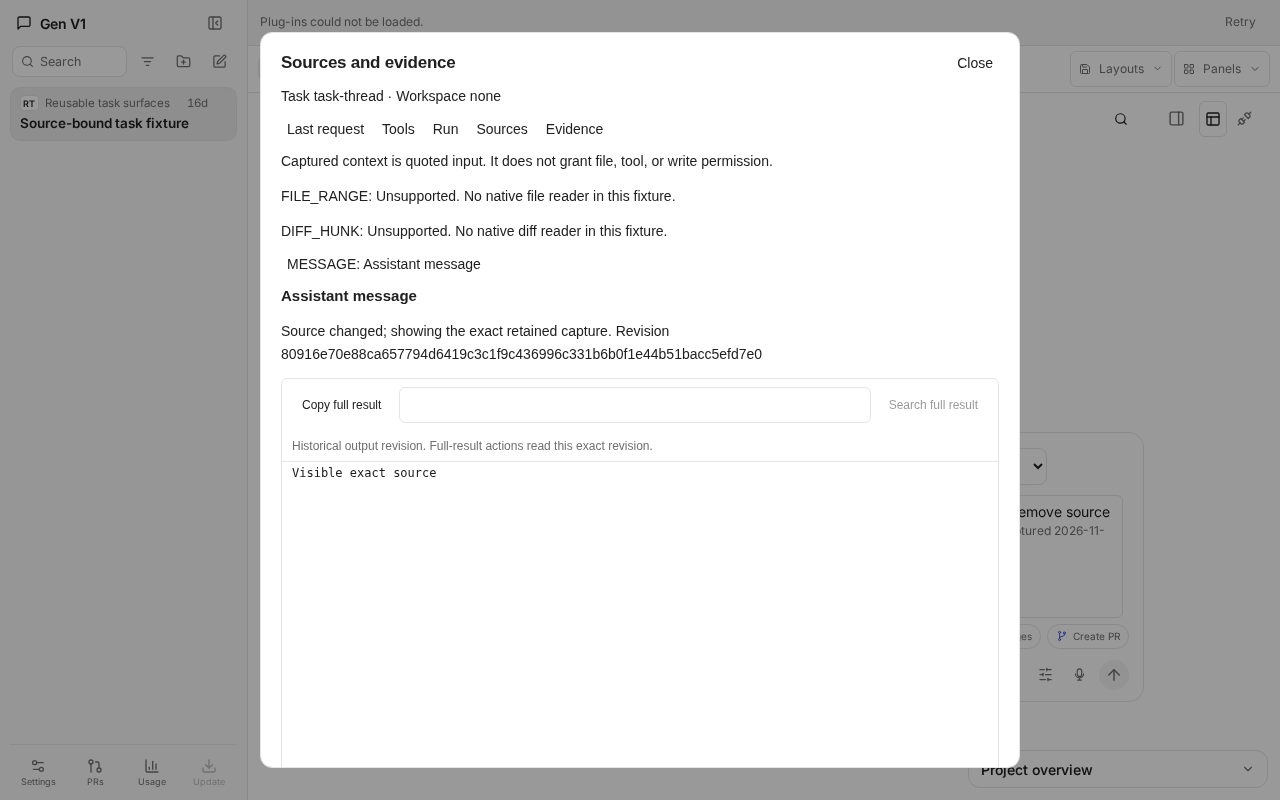 Gen V1
Plug-ins could not be loaded.
Retry
Search
Layouts
Panels
RT Reusable task surfaces 16d
Source-bound task fixture
Sources and evidence
Close
Task task-thread · Workspace none
Last request Tools Run Sources Evidence
Captured context is quoted input. It does not grant file, tool, or write permission.
FILE_RANGE: Unsupported. No native file reader in this fixture.
DIFF_HUNK: Unsupported. No native diff reader in this fixture.
MESSAGE: Assistant message
Assistant message
Source changed; showing the exact retained capture. Revision
80916e70e88ca657794d6419c3c1f9c436996c331b6b0f1e44b51bacc5efd7e0
Copy full result
Search full result
Historical output revision. Full-result actions read this exact revision.
Visible exact source
emove source
tured 2026-11-
es
Create PR
Project overview
Settings PRs Usage Update